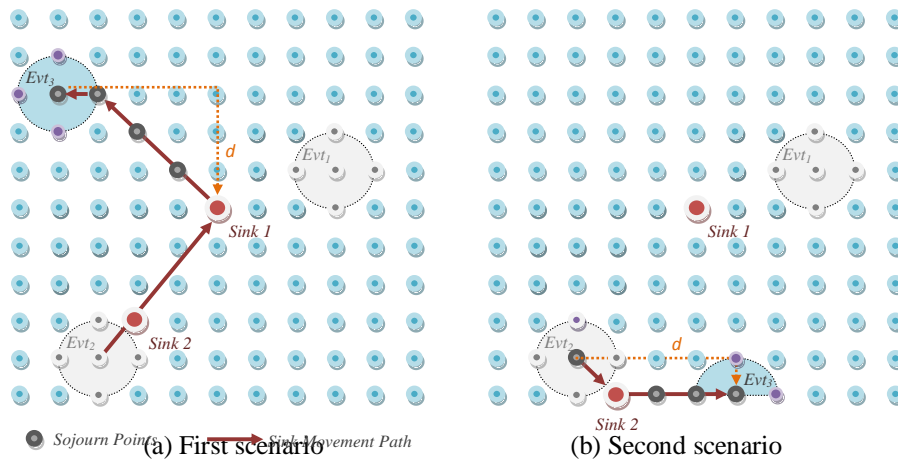 Evt3
Evt1
d
Sink 1
Evt2
Sink 2
Sojourn Points
Sink Movement Path
(a) First scenario
Evt1
Sink 1
Evt2
d
Evt3
Sink 2
(b) Second scenario